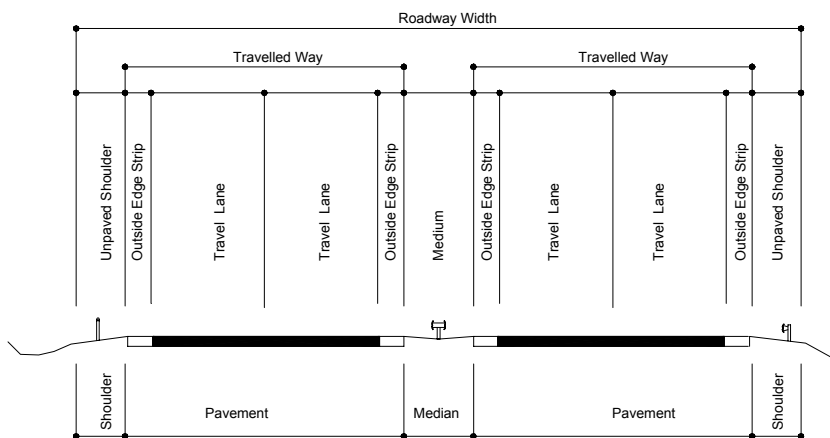 Roadway Width
Travelled Way
Travelled Way
Unpaved Shoulder
Outside Edge Strip
Travel Lane
Travel Lane
Outside Edge Strip
Medium
Outside Edge Strip
Travel Lane
Travel Lane
Outside Edge Strip
Unpaved Shoulder
Shoulder
Pavement
Median
Pavement
Shoulder